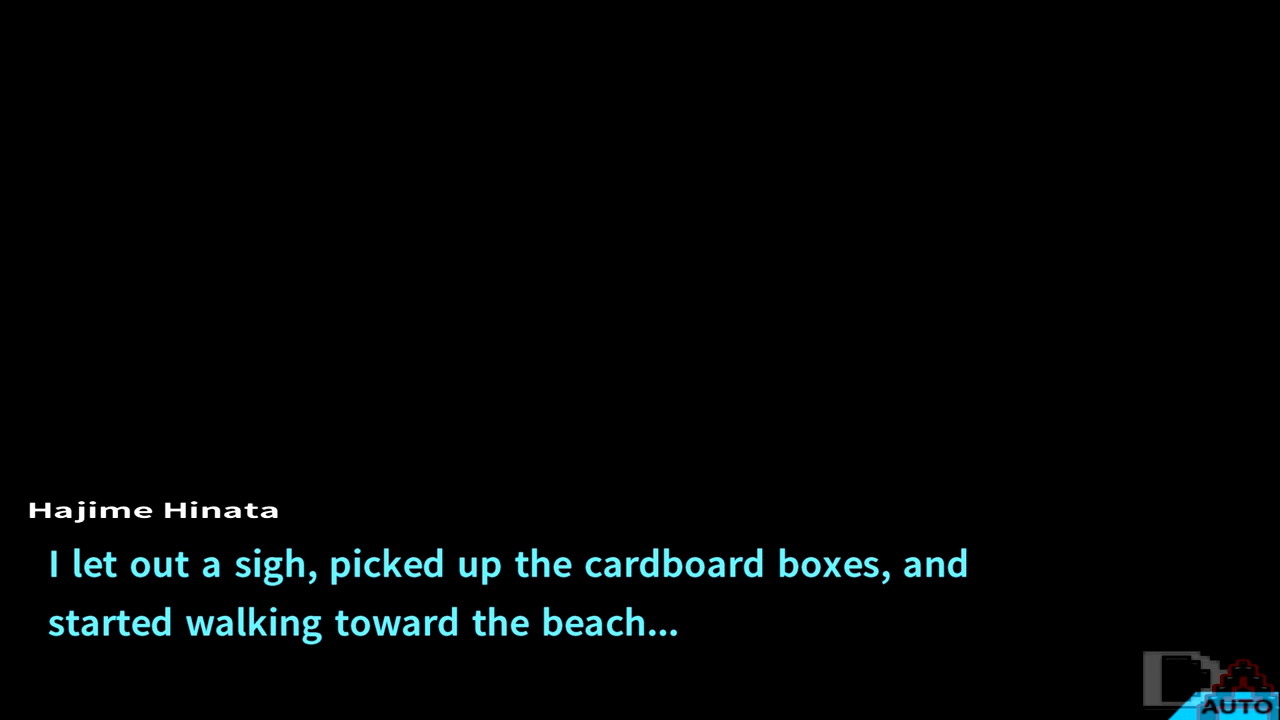 Hajime Hinata
I let out a sigh, picked up the cardboard boxes, and
started walking toward the beach...
AUTO